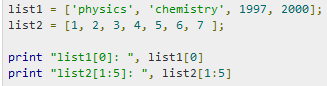 list1 = ['physics', 'chemistry', 1997, 2000];
list2 = [1, 2, 3, 4, 5, 6, 7 ];
print "list1[0]: ", list1[0]
print "list2[1:5]: ", list2[1:5]